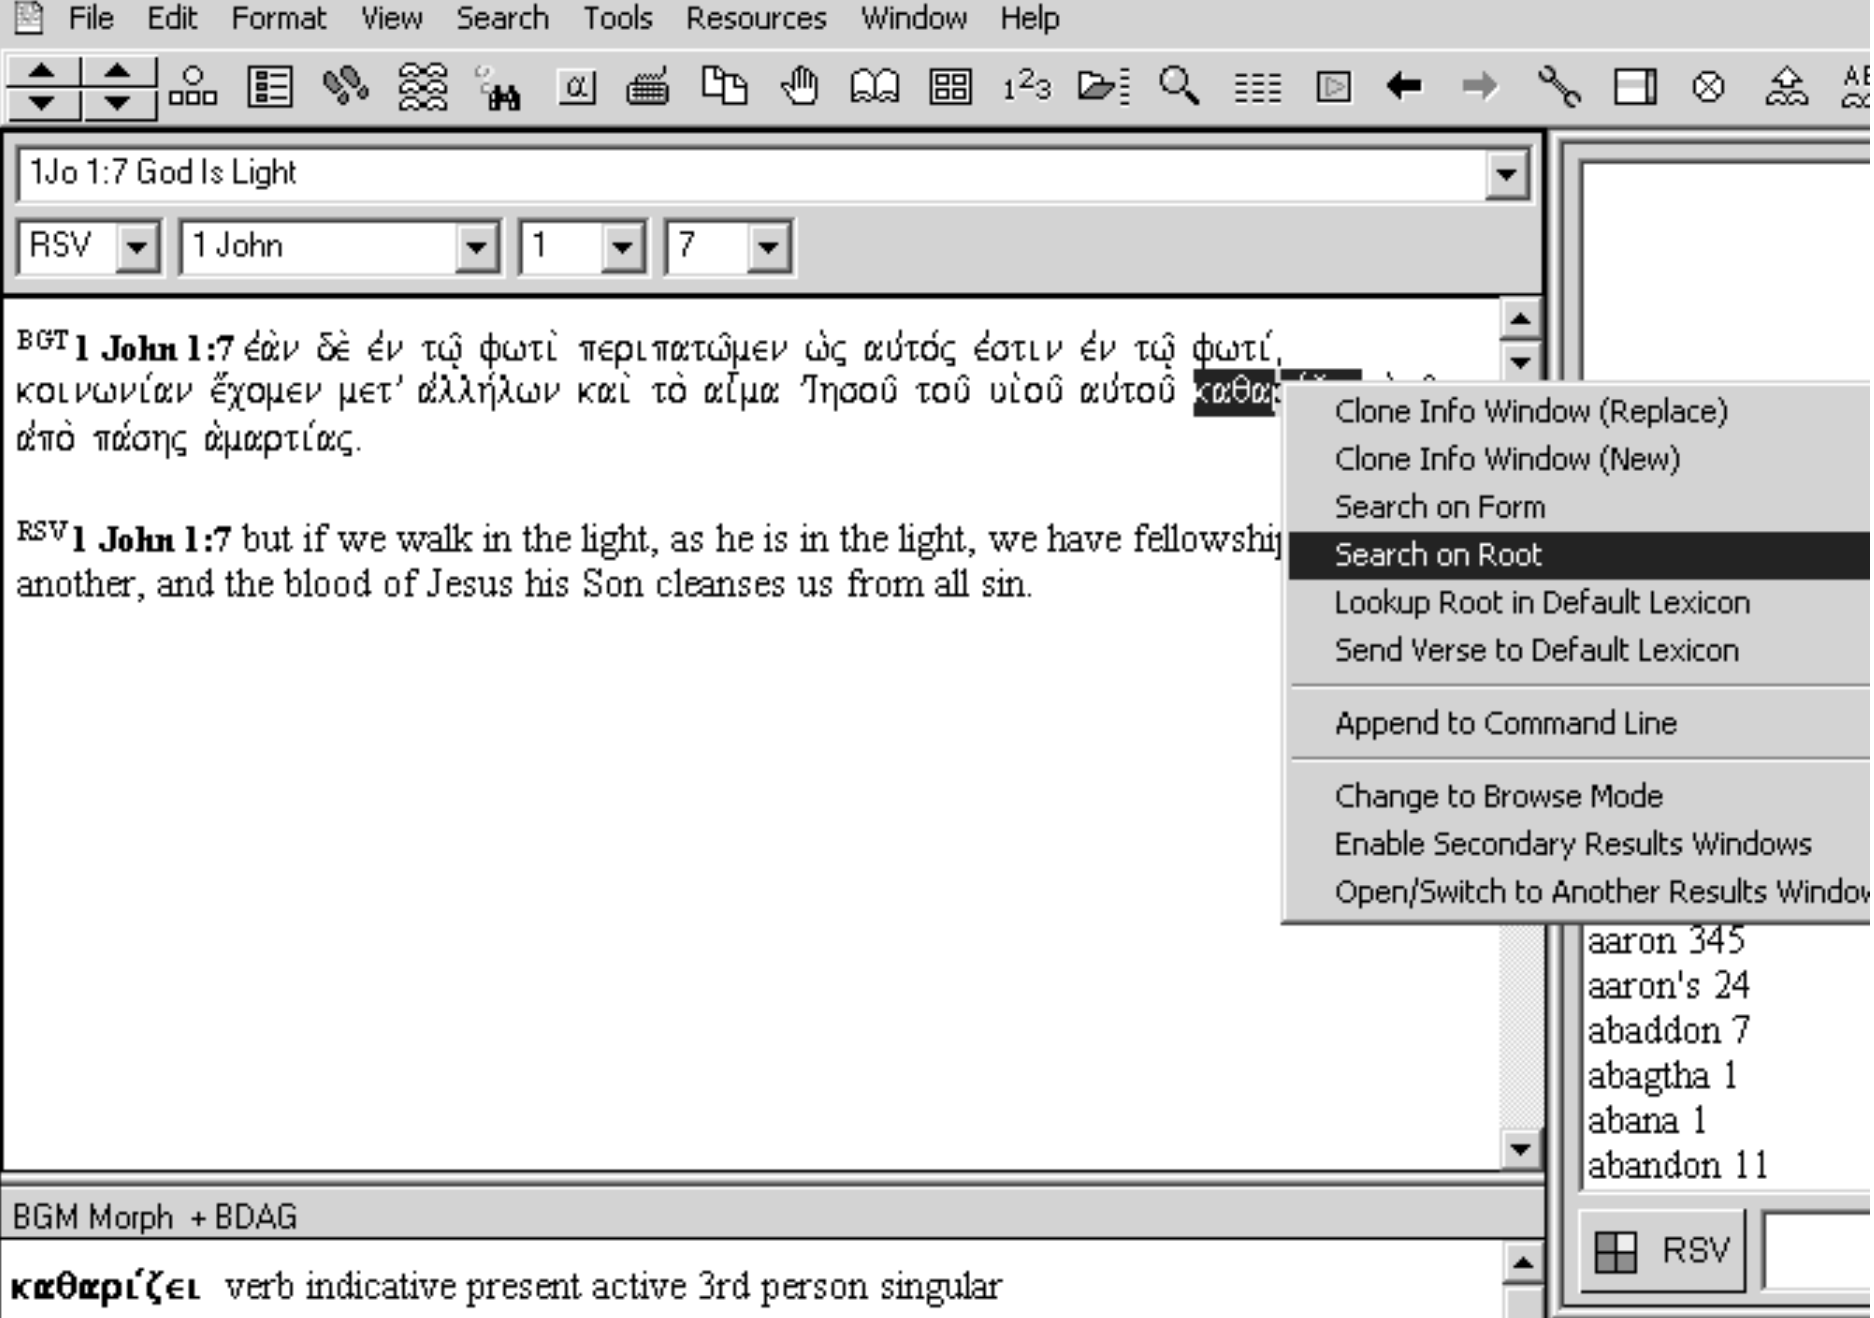 File Edit Format View Search Tools Resources Window Help
1Jo 1:7 God Is Light
RSV 1 John 1 7
BGT 1 John 1:7 ἐὰν δὲ ἐν τῷ φωτὶ περιπατῶμεν ὡς αὐτός ἐστιν ἐν τῷ φωτί,
κοινωνίαν ἔχομεν μετ’ ἀλλήλων καὶ τὸ αἷμα Ἰησοῦ τοῦ υἱοῦ αὐτοῦ
ἀπὸ πάσης ἁμαρτίας.
RSV 1 John 1:7 but if we walk in the light, as he is in the light, we have fellowship
another, and the blood of Jesus his Son cleanses us from all sin.
Clone Info Window (Replace)
Clone Info Window (New)
Search on Form
Search on Root
Lookup Root in Default Lexicon
Send Verse to Default Lexicon
Append to Command Line
Change to Browse Mode
Enable Secondary Results Windows
Open/Switch to Another Results Window
aaron 345
aaron's 24
abaddon 7
abagtha 1
abana 1
abandon 11
RSV
BGM Morph + BDAG
καθαρίζει verb indicative present active 3rd person singular